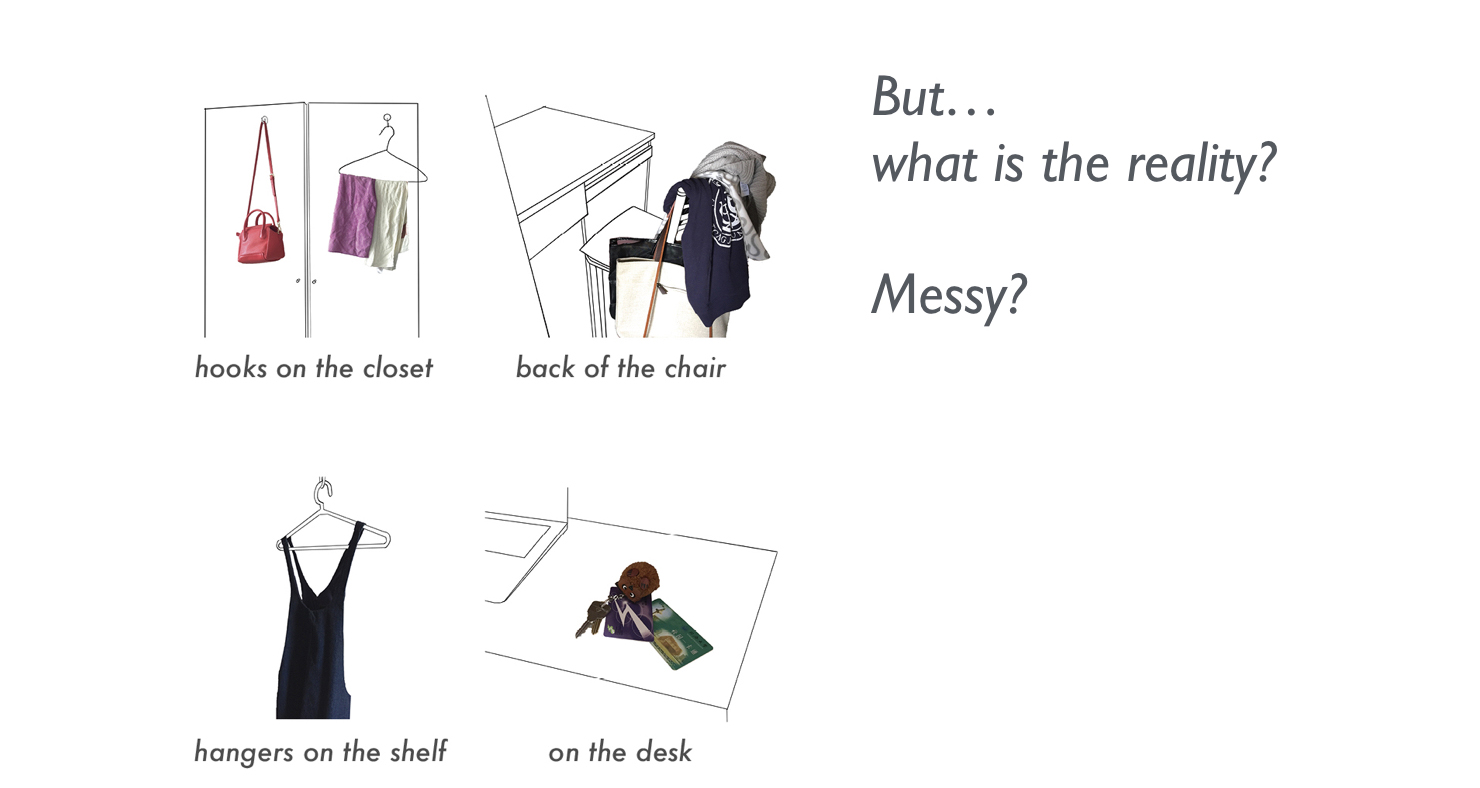 But...
what is the reality?
Messy?
hooks on the closet
back of the chair
hangers on the shelf
on the desk